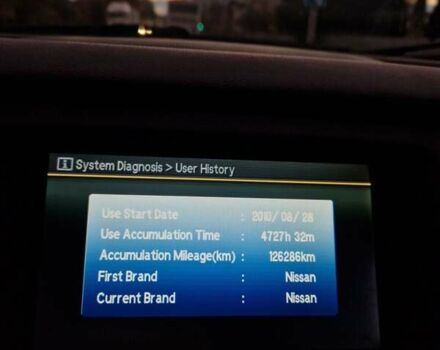 i System Diagnosis > User History
Use Start Date : 2010/ 08/ 28
Use Accumulation Time : 4727h 32m
Accumulation Mileage(km) : 126286km
First Brand : Nissan
Current Brand : Nissan